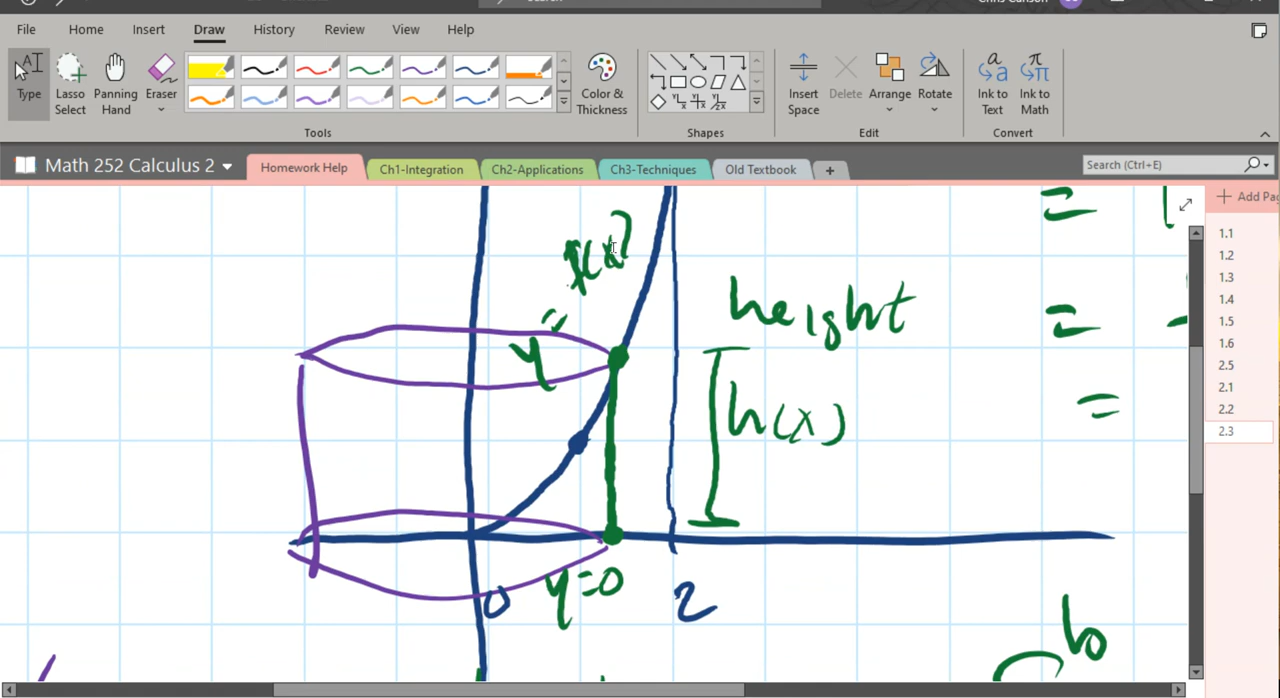 File Home Insert Draw History Review View Help
Type
Lasso Select
Panning Hand
Eraser
Color & Thickness
Insert Space
Delete
Arrange
Rotate
Ink to Text
Ink to Math
Tools
Shapes
Edit
Convert
Math 252 Calculus 2
Homework Help
Ch1-Integration
Ch2-Applications
Ch3-Techniques
Old Textbook
Search (Ctrl+E)
Add Pag
1.1
1.2
1.3
1.4
1.5
1.6
2.5
2.1
2.2
2.3
=
f(x)
height
y=
=
h(x)
=
y=0
0
2
b